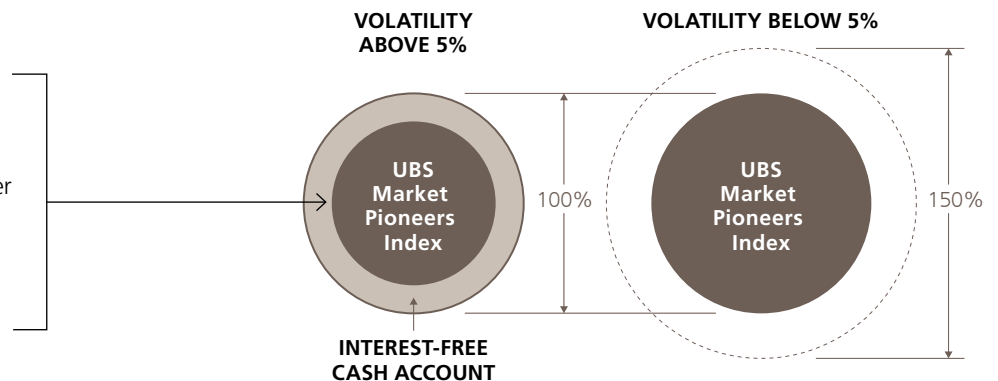 VOLATILITY
ABOVE 5%
VOLATILITY BELOW 5%
er
UBS
Market
Pioneers
Index
100%
UBS
Market
Pioneers
Index
150%
INTEREST-FREE
CASH ACCOUNT